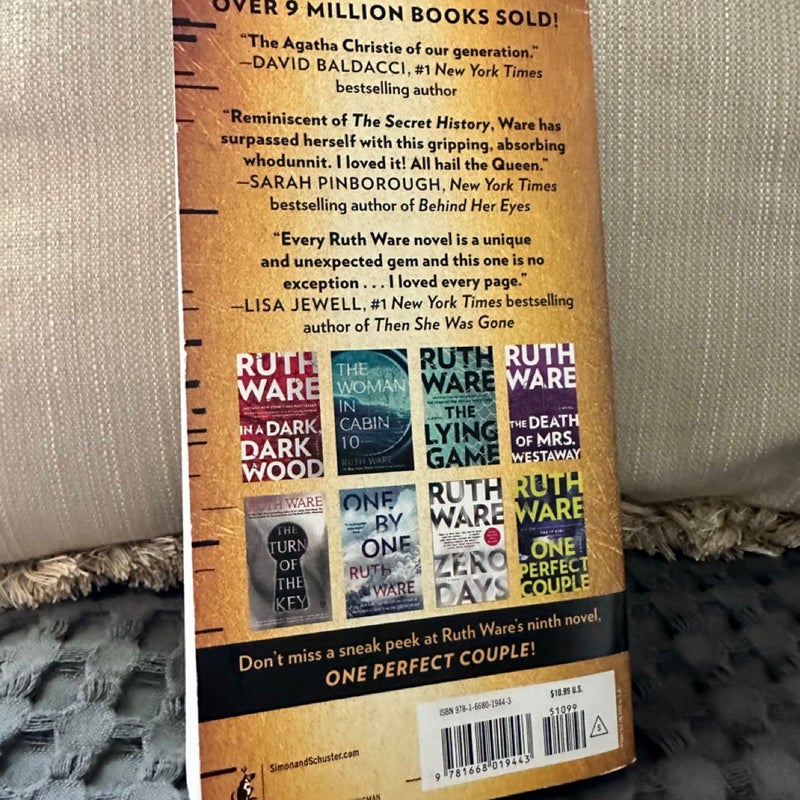 OVER 9 MILLION BOOKS SOLD!
“The Agatha Christie of our generation.”
—DAVID BALDACCI, #1 New York Times
bestselling author
“Reminiscent of The Secret History, Ware has
surpassed herself with this gripping, absorbing
whodunnit. I loved it! All hail the Queen.”
—SARAH PINBOROUGH, New York Times
bestselling author of Behind Her Eyes
“Every Ruth Ware novel is a unique
and unexpected gem and this one is no
exception . . . I loved every page.”
—LISA JEWELL, #1 New York Times bestselling
author of Then She Was Gone
RUTH
WARE
IN A DARK,
DARK
WOOD
THE
WOMAN
IN
CABIN
10
RUTH WARE
RUTH
WARE
THE
LYING
GAME
RUTH
WARE
THE DEATH
OF MRS.
WESTAWAY
RUTH WARE
THE
TURN
OF
THE
KEY
ONE
BY
ONE
RUTH
WARE
RUTH
WARE
ZERO
DAYS
RUTH
WARE
ONE
PERFECT
COUPLE
Don’t miss a sneak peek at Ruth Ware’s ninth novel,
ONE PERFECT COUPLE!
ISBN 978-1-6680-1944-3
$10.99 U.S.
51099
9 781668 019443
S
SimonandSchuster.com